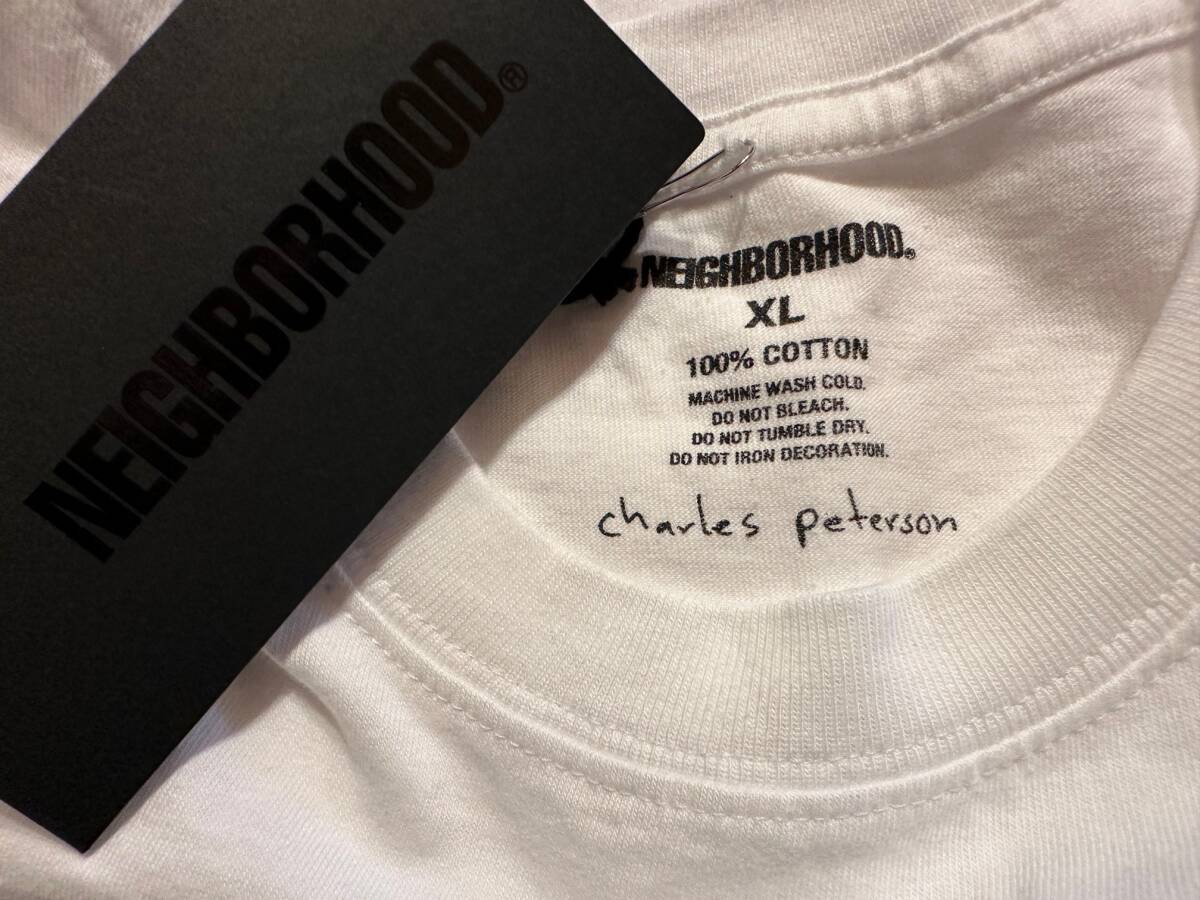 NEIGHBORHOOD®
NEIGHBORHOOD®
XL
100% COTTON
MACHINE WASH COLD.
DO NOT BLEACH.
DO NOT TUMBLE DRY.
DO NOT IRON DECORATION.
charles peterson